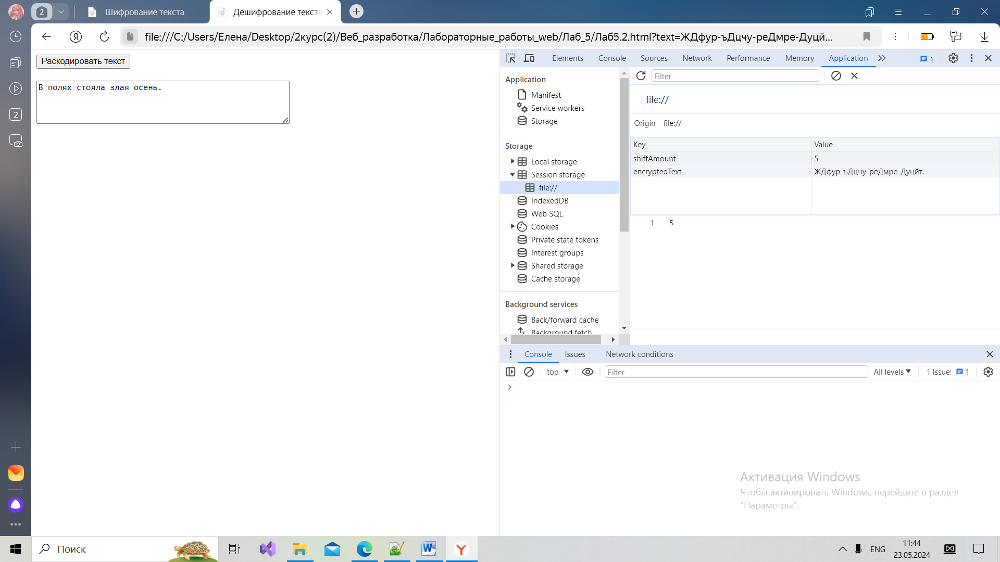 2
Шифрование текста
Дешифрование текста
file:///C:/Users/Елена/Desktop/2курс(2)/Веб_разработка/Лабораторные_работы_web/Лаб_5/Лаб5.2.html?text=ЖДфур-ъДцчу-реДмре-Дуцй...
2
Раскодировать текст
В полях стояла злая осень.
Elements
Console
Sources
Network
Performance
Memory
Application
1
Application
Manifest
Service workers
Storage
Storage
Local storage
Session storage
file://
IndexedDB
Web SQL
Cookies
Private state tokens
Interest groups
Shared storage
Cache storage
Background services
Back/forward cache
Background fetch
Filter
file://
Origin file://
Key Value
shiftAmount 5
encryptedText ЖДфур-ъДцчу-реДмре-Дуцйт.
1 5
Console
Issues
Network conditions
top
Filter
All levels
1 Issue: 1
Активация Windows
Чтобы активировать Windows, перейдите в раздел
"Параметры".
Поиск
ENG
11:44
23.05.2024